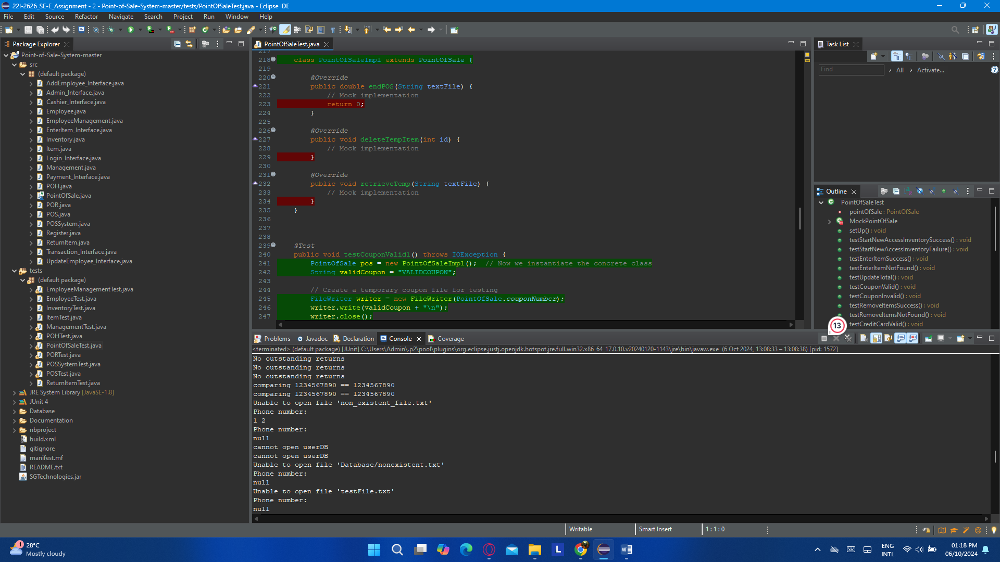 22I-2626_SE-E_Assignment - 2 - Point-of-Sale-System-master/tests/PointOfSaleTest.java - Eclipse IDE
File Edit Source Refactor Navigate Search Project Run Window Help
Package Explorer
Point-of-Sale-System-master
src
(default package)
AddEmployee_Interface.java
Admin_Interface.java
Cashier_Interface.java
Employee.java
EmployeeManagement.java
EnterItem_Interface.java
Inventory.java
Item.java
Login_Interface.java
Management.java
Payment_Interface.java
POH.java
PointOfSale.java
POR.java
POS.java
POSSystem.java
Register.java
ReturnItem.java
Transaction_Interface.java
UpdateEmployee_Interface.java
tests
(default package)
EmployeeManagementTest.java
EmployeeTest.java
InventoryTest.java
ItemTest.java
ManagementTest.java
POHTest.java
PointOfSaleTest.java
PORTest.java
POSSystemTest.java
POSTest.java
ReturnItemTest.java
JRE System Library [JavaSE-1.8]
JUnit 4
Database
Documentation
nbproject
build.xml
gitignore
manifest.mf
README.txt
SGTechnologies.jar
PointOfSaleTest.java
217
218 class PointOfSaleImpl extends PointOfSale {
219
220 @Override
221 public double endPOS(String textFile) {
222 // Mock implementation
223 return 0;
224 }
225
226 @Override
227 public void deleteTempItem(int id) {
228 // Mock implementation
229 }
230
231 @Override
232 public void retrieveTemp(String textFile) {
233 // Mock implementation
234 }
235 }
236
237
238
239 @Test
240 public void testCouponValid1() throws IOException {
241 PointOfSale pos = new PointOfSaleImpl(); // Now we instantiate the concrete class
242 String validCoupon = "VALIDCOUPON";
243
244 // Create a temporary coupon file for testing
245 FileWriter writer = new FileWriter(PointOfSale.couponNumber);
246 writer.write(validCoupon + "\n");
247 writer.close();
Task List
Find All Activate...
Outline
PointOfSaleTest
pointOfSale : PointOfSale
MockPointOfSale
setUp() : void
testStartNewAccessInventorySuccess() : void
testStartNewAccessInventoryFailure() : void
testEnterItemSuccess() : void
testEnterItemNotFound() : void
testUpdateTotal() : void
testCouponValid() : void
testCouponInvalid() : void
testRemoveItemsSuccess() : void
testRemoveItemsNotFound() : void
testCreditCardValid() : void
13
Problems Javadoc Declaration Console Coverage
<terminated> (default package) [JUnit] C:\Users\Admin\.p2\pool\plugins\org.eclipse.justj.openjdk.hotspot.jre.full.win32.x86_64_17.0.10.v20240120-1143\jre\bin\javaw.exe (6 Oct 2024, 13:08:33 – 13:08:38) [pid: 1572]
No outstanding returns
No outstanding returns
No outstanding returns
comparing 1234567890 == 1234567890
comparing 1234567890 == 1234567890
Unable to open file 'non_existent_file.txt'
Phone number:
1 2
Phone number:
null
cannot open userDB
cannot open userDB
Unable to open file 'Database/nonexistent.txt'
Phone number:
null
Unable to open file 'testFile.txt'
Phone number:
null
Writable Smart Insert 1 : 1 : 0
1
28°C
Mostly cloudy
ENG
INTL
01:18 PM
06/10/2024